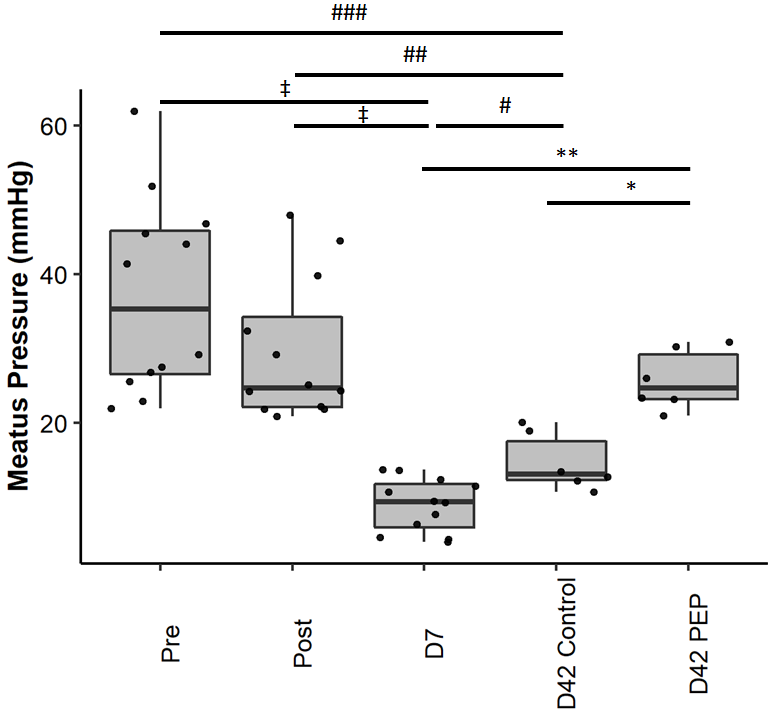 ###
##
‡
‡
#
**
*
Meatus Pressure (mmHg)
60
40
20
Pre
Post
D7
D42 Control
D42 PEP